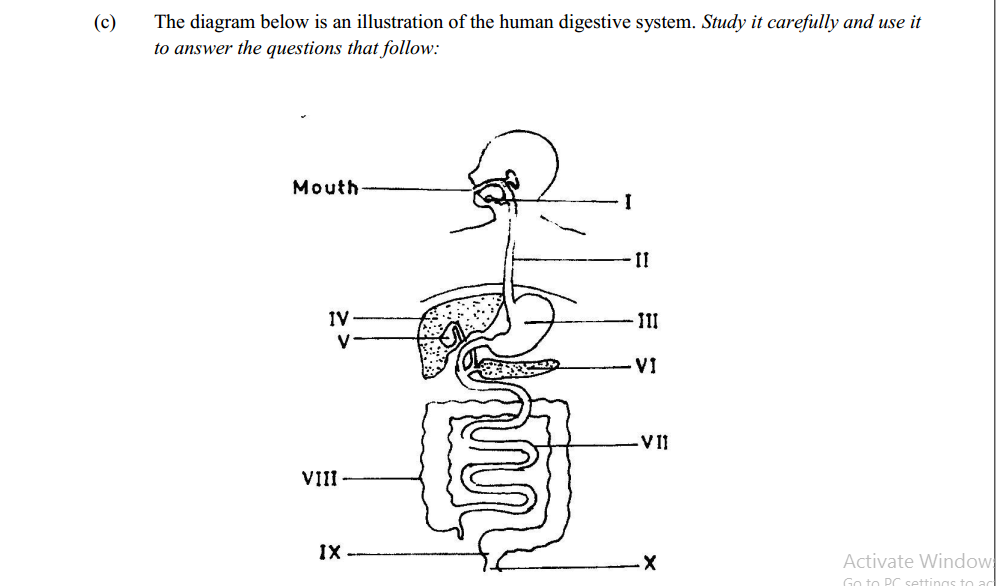 (c) The diagram below is an illustration of the human digestive system. Study it carefully and use it
to answer the questions that follow:
Mouth
I
II
IV
III
V
VI
VII
VIII
IX
X
Activate Windows
Go to PC settings to